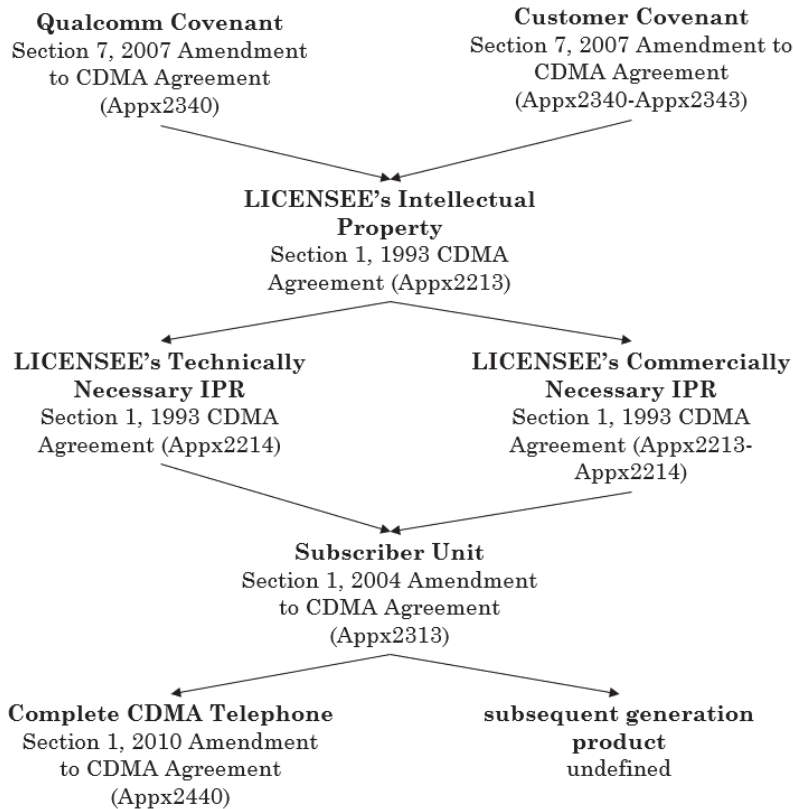 Qualcomm Covenant
Section 7, 2007 Amendment
to CDMA Agreement
(Appx2340)
Customer Covenant
Section 7, 2007 Amendment to
CDMA Agreement
(Appx2340-Appx2343)
LICENSEE’s Intellectual
Property
Section 1, 1993 CDMA
Agreement (Appx2213)
LICENSEE’s Technically
Necessary IPR
Section 1, 1993 CDMA
Agreement (Appx2214)
LICENSEE’s Commercially
Necessary IPR
Section 1, 1993 CDMA
Agreement (Appx2213-
Appx2214)
Subscriber Unit
Section 1, 2004 Amendment
to CDMA Agreement
(Appx2313)
Complete CDMA Telephone
Section 1, 2010 Amendment
to CDMA Agreement
(Appx2440)
subsequent generation
product
undefined